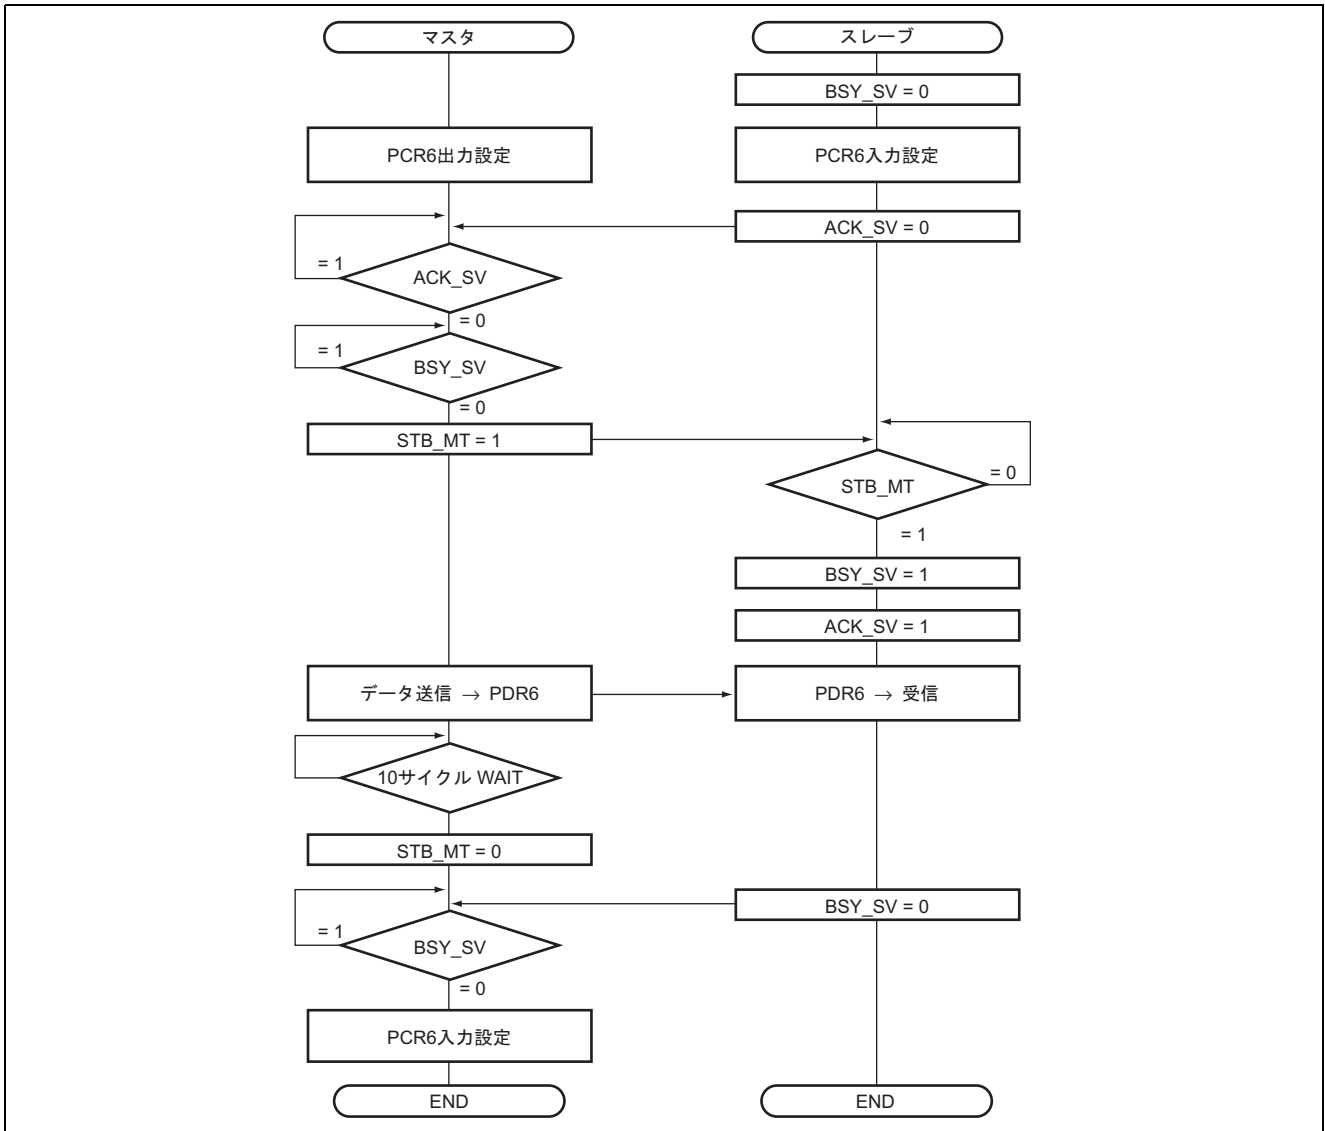 マスタ
スレーブ
BSY_SV = 0
PCR6出力設定
PCR6入力設定
ACK_SV = 0
= 1
ACK_SV
= 0
= 1
BSY_SV
= 0
STB_MT = 1
STB_MT
= 0
= 1
BSY_SV = 1
ACK_SV = 1
データ送信 → PDR6
PDR6 → 受信
10サイクル WAIT
STB_MT = 0
BSY_SV = 0
= 1
BSY_SV
= 0
PCR6入力設定
END
END